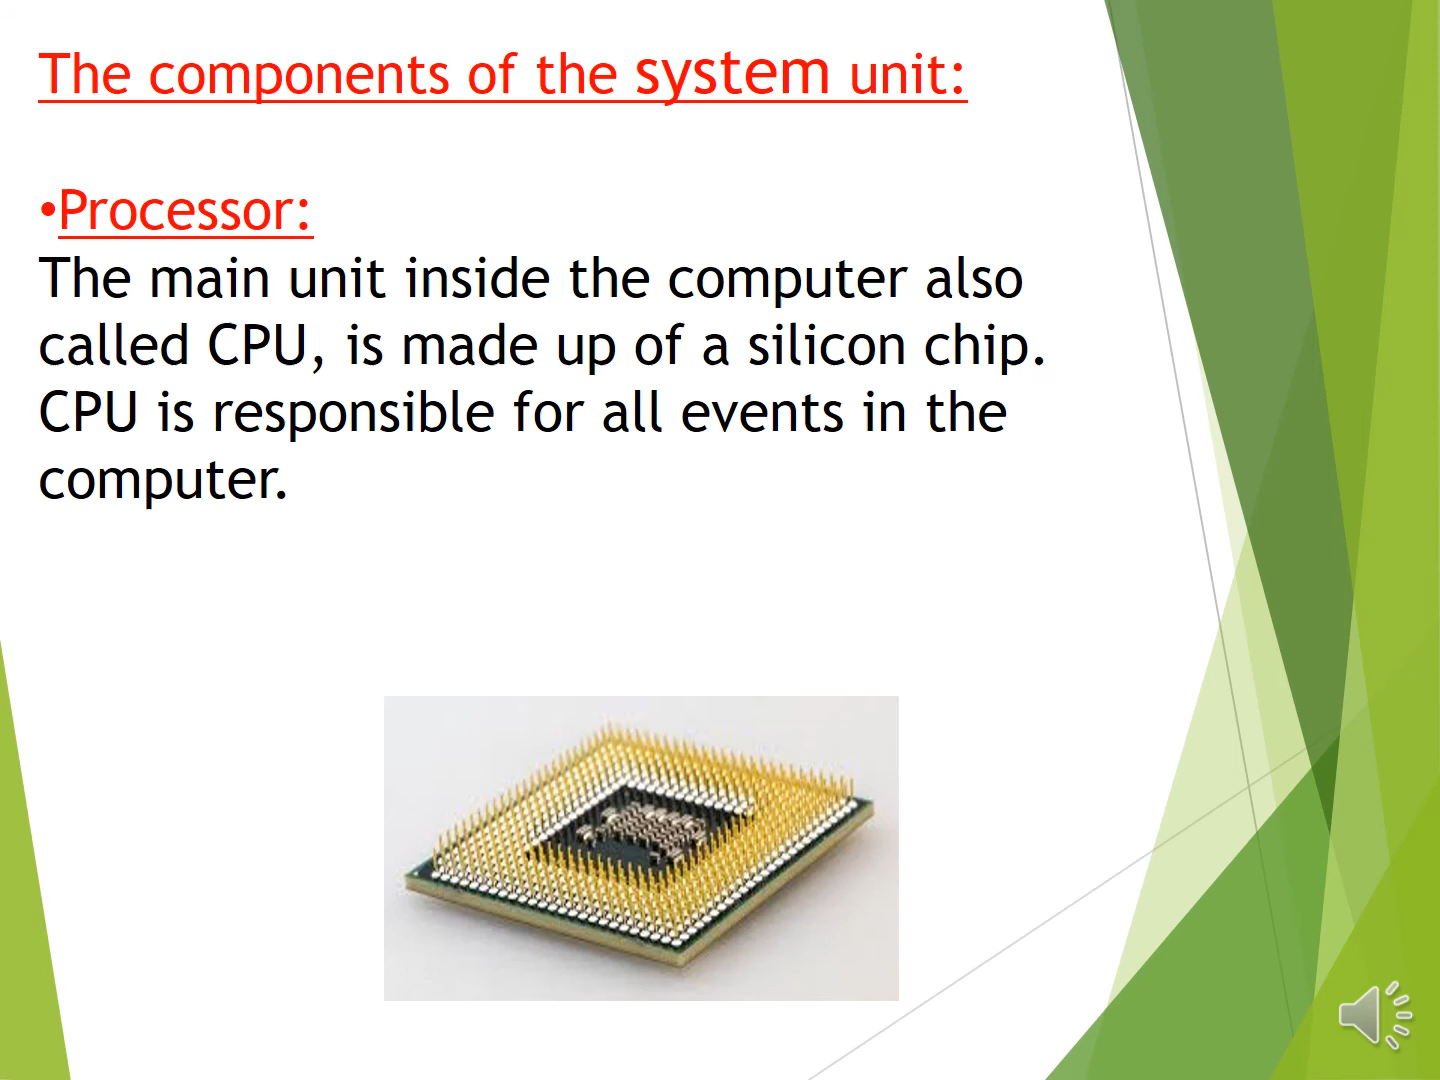 The components of the system unit:
•Processor:
The main unit inside the computer also
called CPU, is made up of a silicon chip.
CPU is responsible for all events in the
computer.